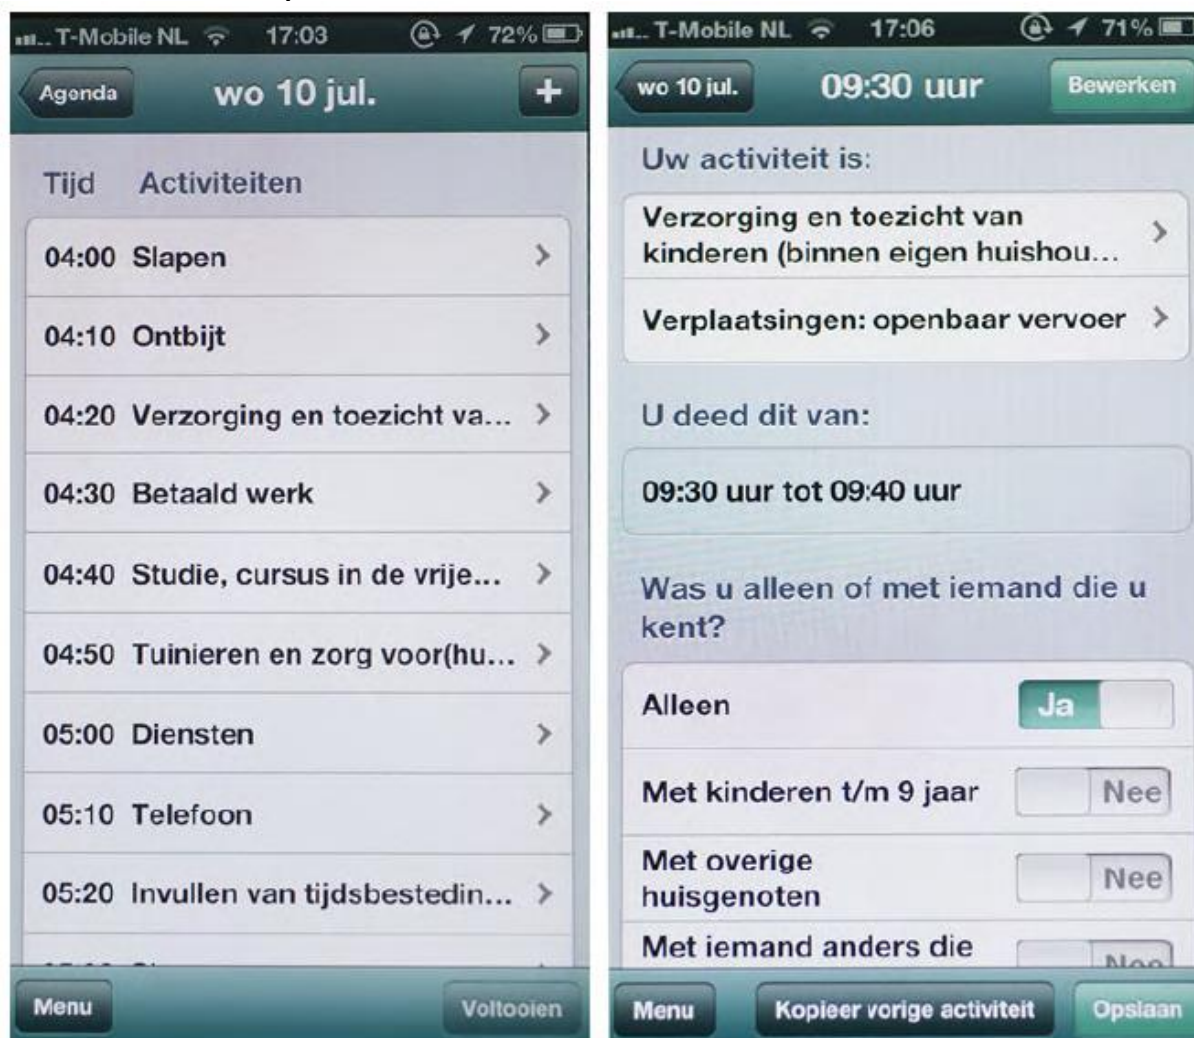 T-Mobile NL 17:03 72%
Agenda wo 10 jul. +
Tijd Activiteiten
04:00 Slapen
04:10 Ontbijt
04:20 Verzorging en toezicht va...
04:30 Betaald werk
04:40 Studie, cursus in de vrije...
04:50 Tuinieren en zorg voor(hu...
05:00 Diensten
05:10 Telefoon
05:20 Invullen van tijdsbestedin...
Menu Voltooien
T-Mobile NL 17:06 71%
wo 10 jul. 09:30 uur Bewerken
Uw activiteit is:
Verzorging en toezicht van
kinderen (binnen eigen huishou...
Verplaatsingen: openbaar vervoer
U deed dit van:
09:30 uur tot 09:40 uur
Was u alleen of met iemand die u
kent?
Alleen Ja
Met kinderen t/m 9 jaar Nee
Met overige
huisgenoten Nee
Met iemand anders die
Nee
Menu Kopieer vorige activiteit Opslaan